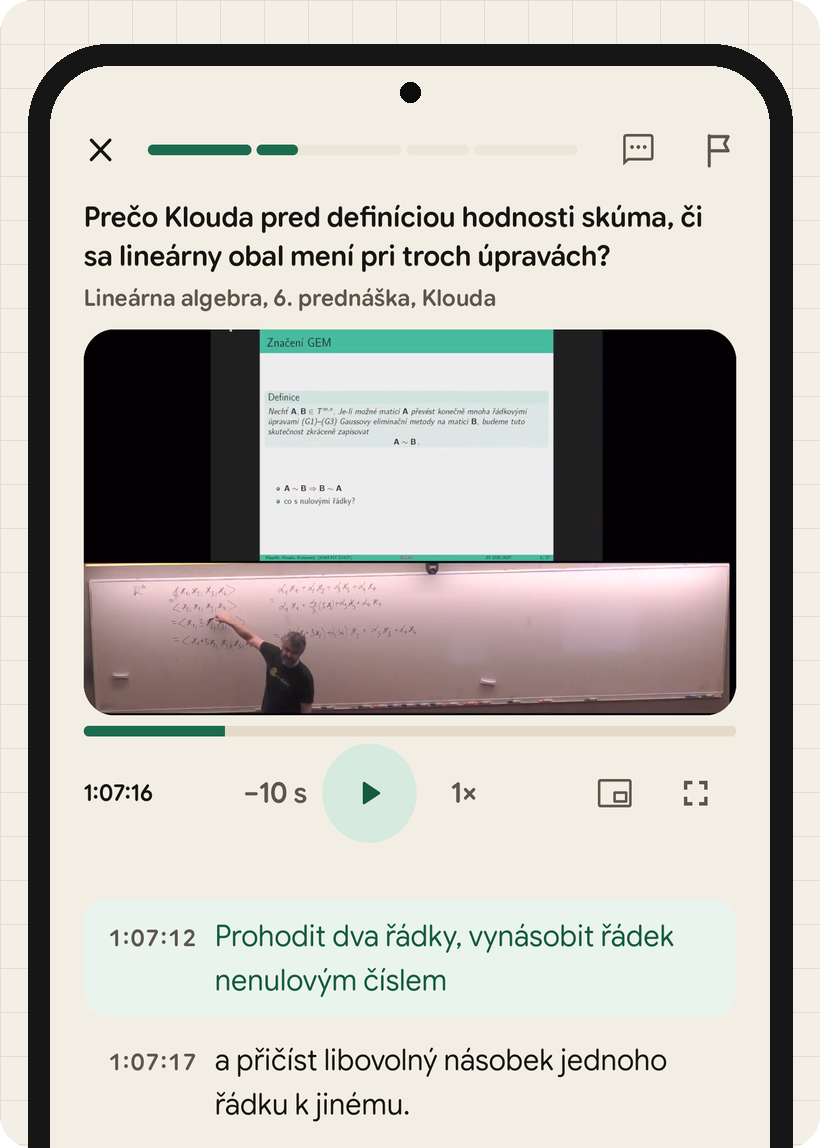 Prečo Klouda pred definíciou hodnosti skúma, či
sa lineárny obal mení pri troch úpravách?
Lineárna algebra, 6. prednáška, Klouda
Značení GEM
Definice
Nechť A, B ∈ T^m,n. Je-li možné matici A převést konečně mnoha řádkovými
úpravami (G1)–(G3) Gaussovy eliminační metody na matici B, budeme tuto
skutečnost zkráceně zapisovat
A ∼ B.
A ∼ B ⇒ B ∼ A
co s nulovými řádky?
1:07:16
−10 s
1×
1:07:12 Prohodit dva řádky, vynásobit řádek
nenulovým číslem
1:07:17 a přičíst libovolný násobek jednoho
řádku k jinému.